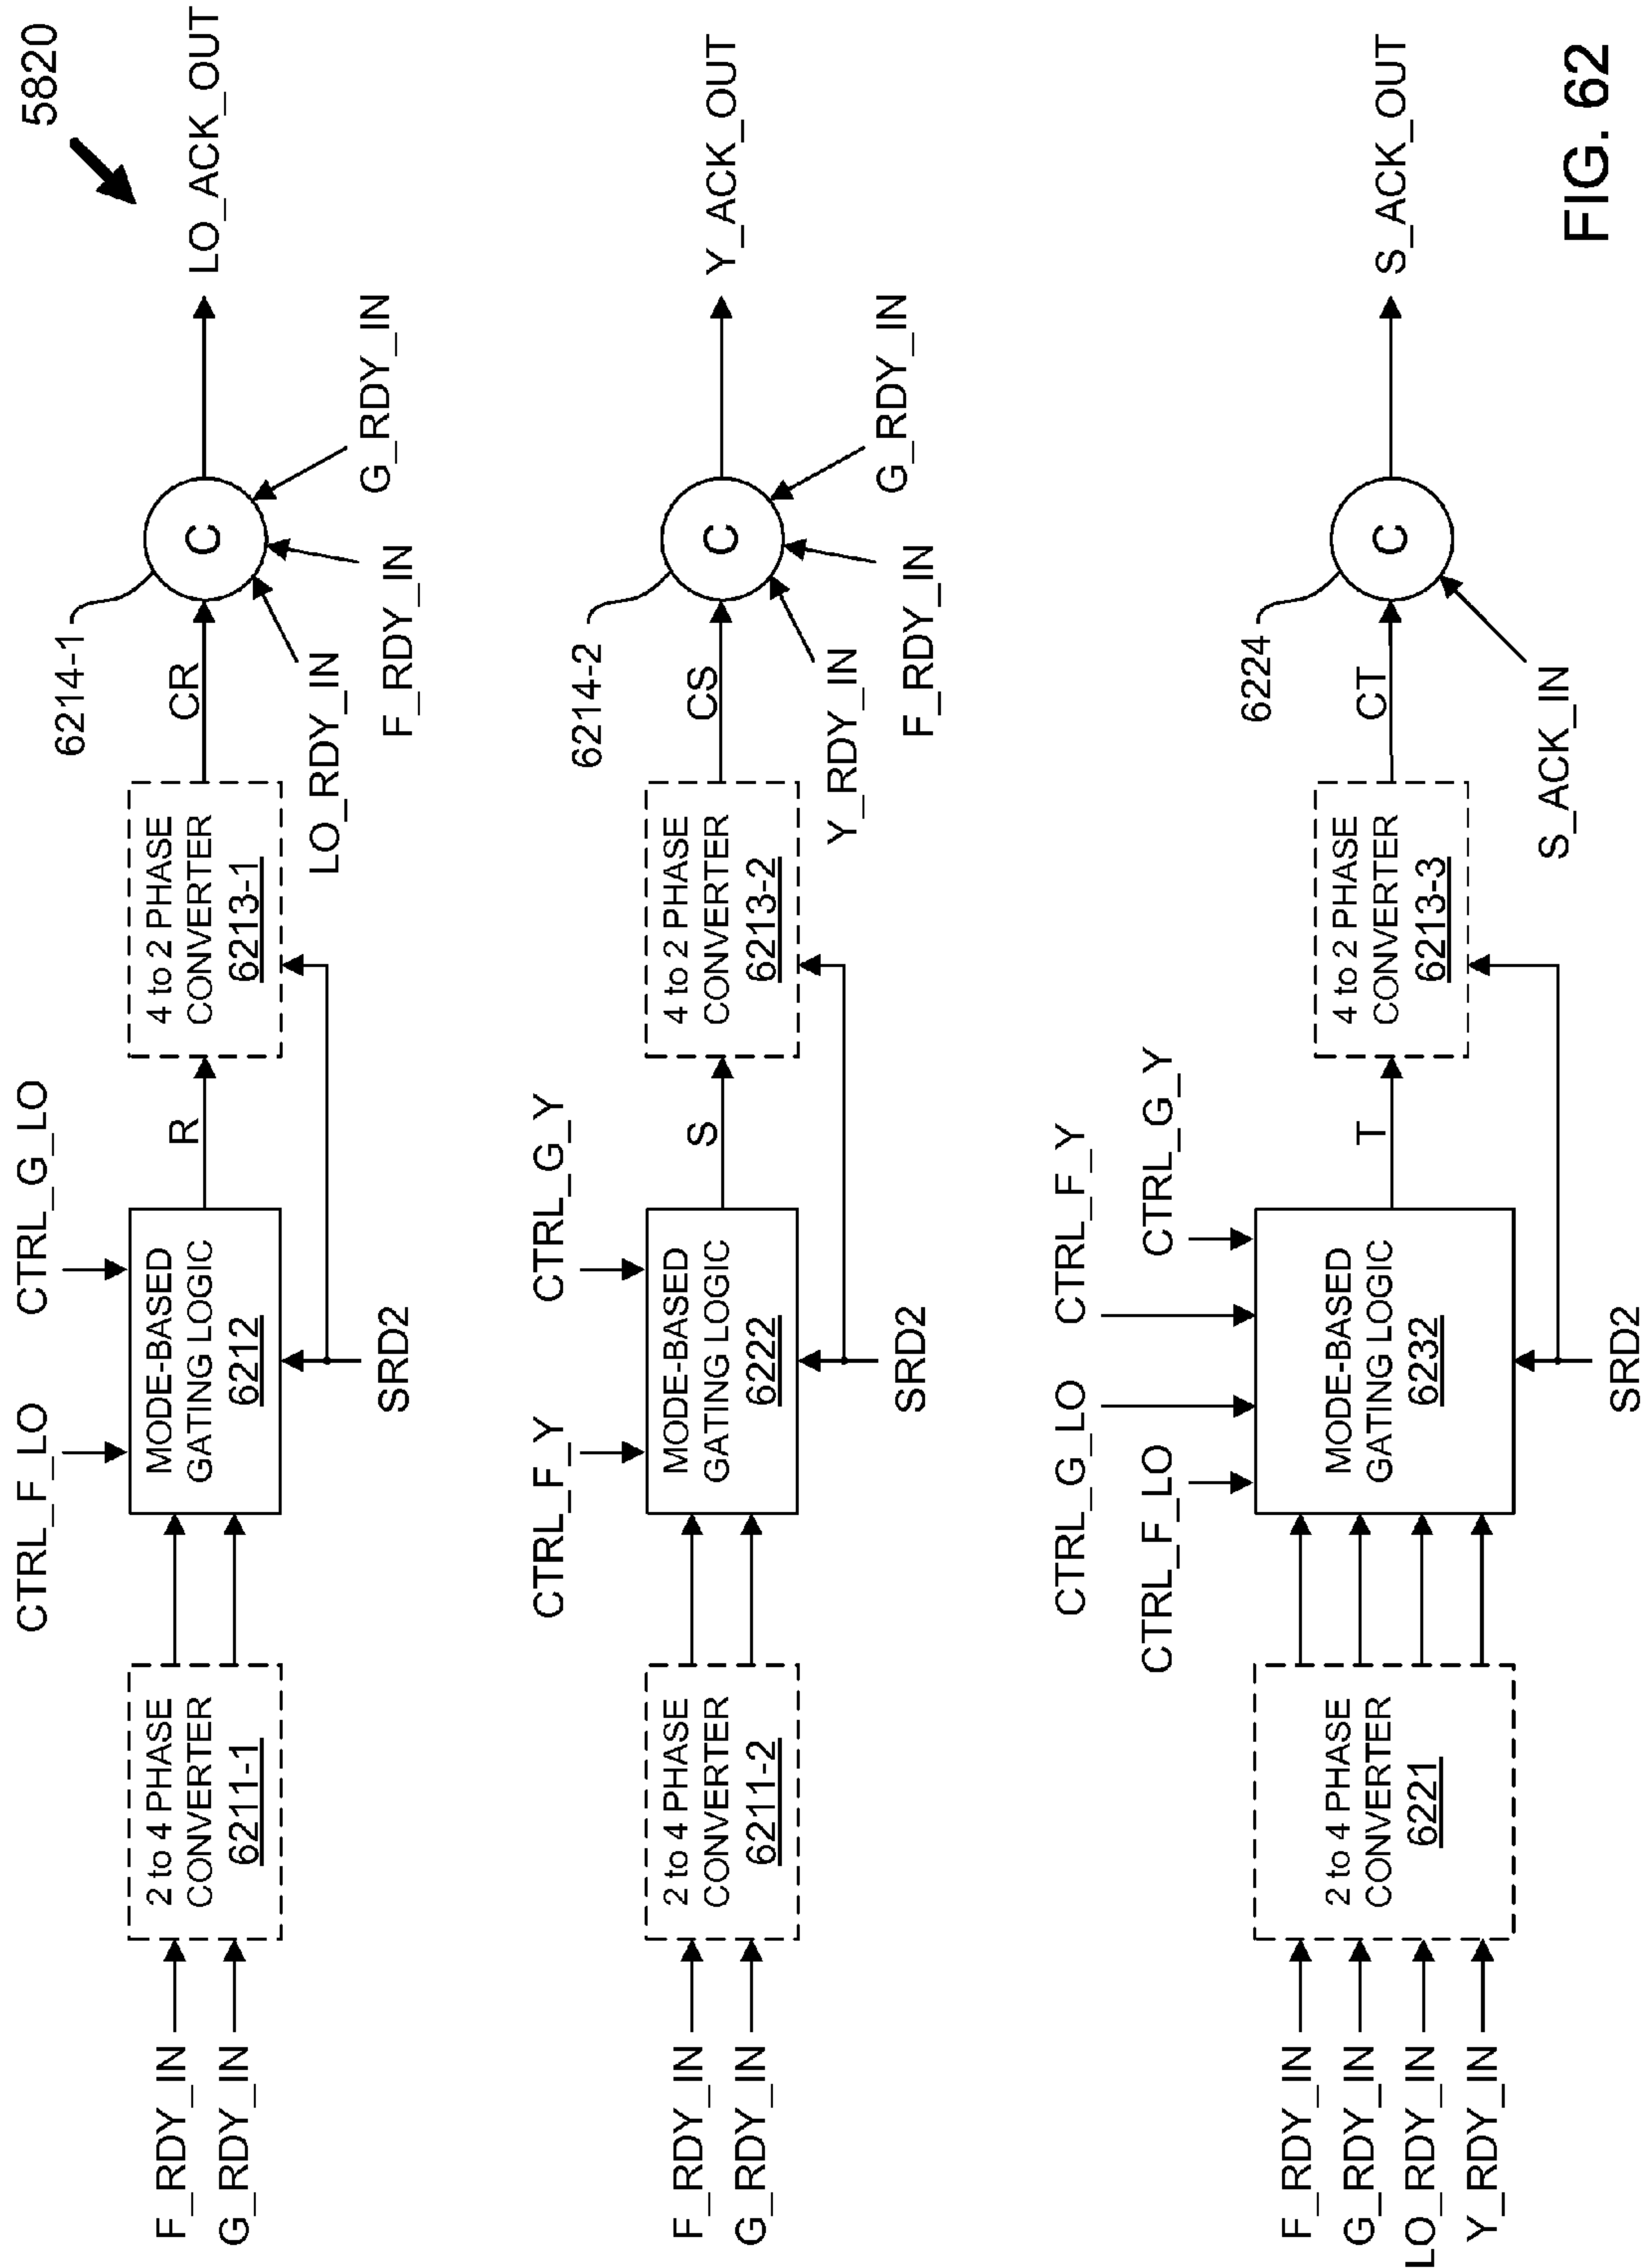 5820
CTRL_F_LO
CTRL_G_LO
6214-1
F_RDY_IN
G_RDY_IN
2 to 4 PHASE
CONVERTER
6211-1
MODE-BASED
GATING LOGIC
6212
R
4 to 2 PHASE
CONVERTER
6213-1
CR
C
LO_ACK_OUT
SRD2
LO_RDY_IN
F_RDY_IN
G_RDY_IN
CTRL_F_Y
CTRL_G_Y
6214-2
F_RDY_IN
G_RDY_IN
2 to 4 PHASE
CONVERTER
6211-2
MODE-BASED
GATING LOGIC
6222
S
4 to 2 PHASE
CONVERTER
6213-2
CS
C
Y_ACK_OUT
SRD2
Y_RDY_IN
F_RDY_IN
G_RDY_IN
CTRL_G_LO
CTRL_F_Y
CTRL_F_LO
CTRL_G_Y
6224
F_RDY_IN
G_RDY_IN
LO_RDY_IN
Y_RDY_IN
2 to 4 PHASE
CONVERTER
6221
MODE-BASED
GATING LOGIC
6232
T
4 to 2 PHASE
CONVERTER
6213-3
CT
C
S_ACK_OUT
SRD2
S_ACK_IN
FIG. 62